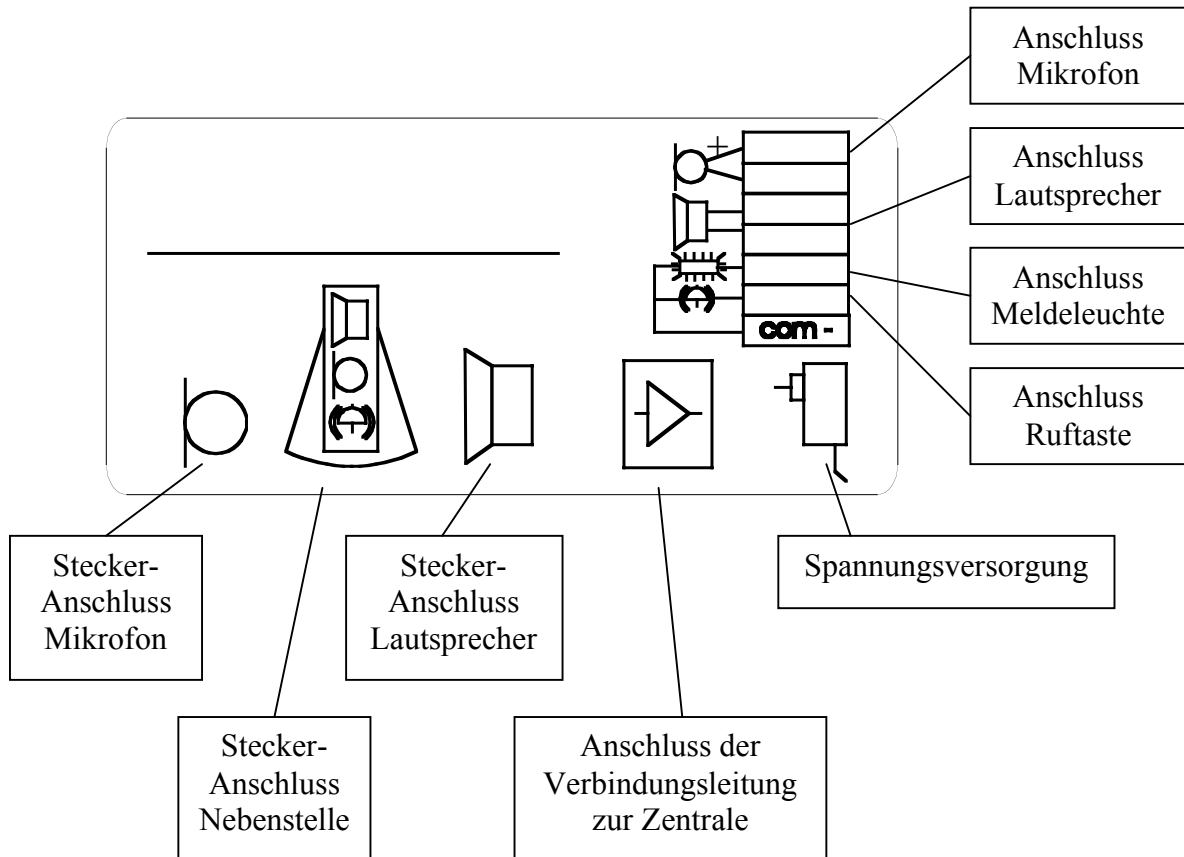 Anschluss
Mikrofon
Anschluss
Lautsprecher
Anschluss
Meldeleuchte
Anschluss
Ruftaste
+
com -
Stecker-
Anschluss
Mikrofon
Stecker-
Anschluss
Lautsprecher
Spannungsversorgung
Stecker-
Anschluss
Nebenstelle
Anschluss der
Verbindungsleitung
zur Zentrale